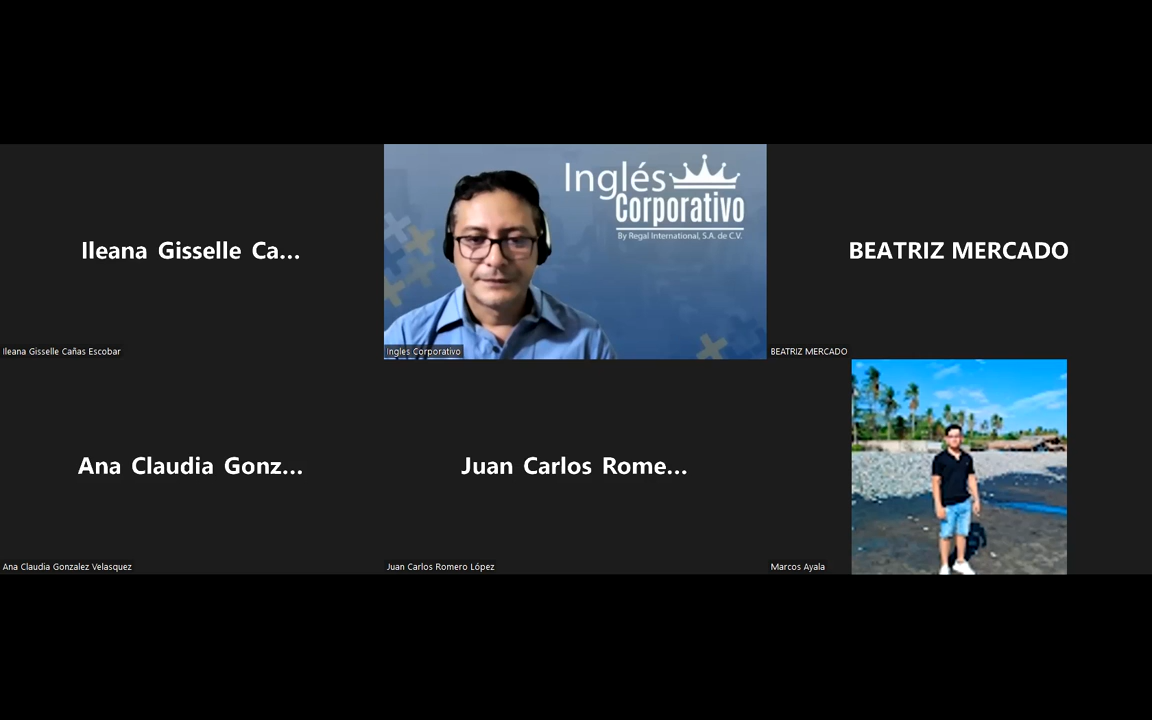 Ileana Gisselle Ca...
Ileana Gisselle Cañas Escobar
Inglés
Corporativo
By Regal International, S.A. de C.V.
Ingles Corporativo
BEATRIZ MERCADO
BEATRIZ MERCADO
Ana Claudia Gonz...
Ana Claudia Gonzalez Velasquez
Juan Carlos Rome...
Juan Carlos Romero López
Marcos Ayala